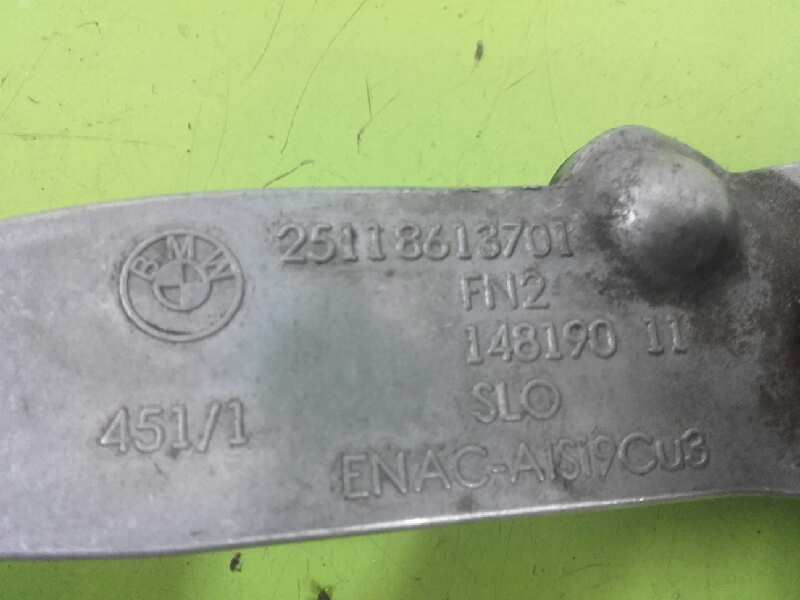 BMW
25118613701
FN2
148190 11
451/1
SLO
ENAC-AlSi9Cu3